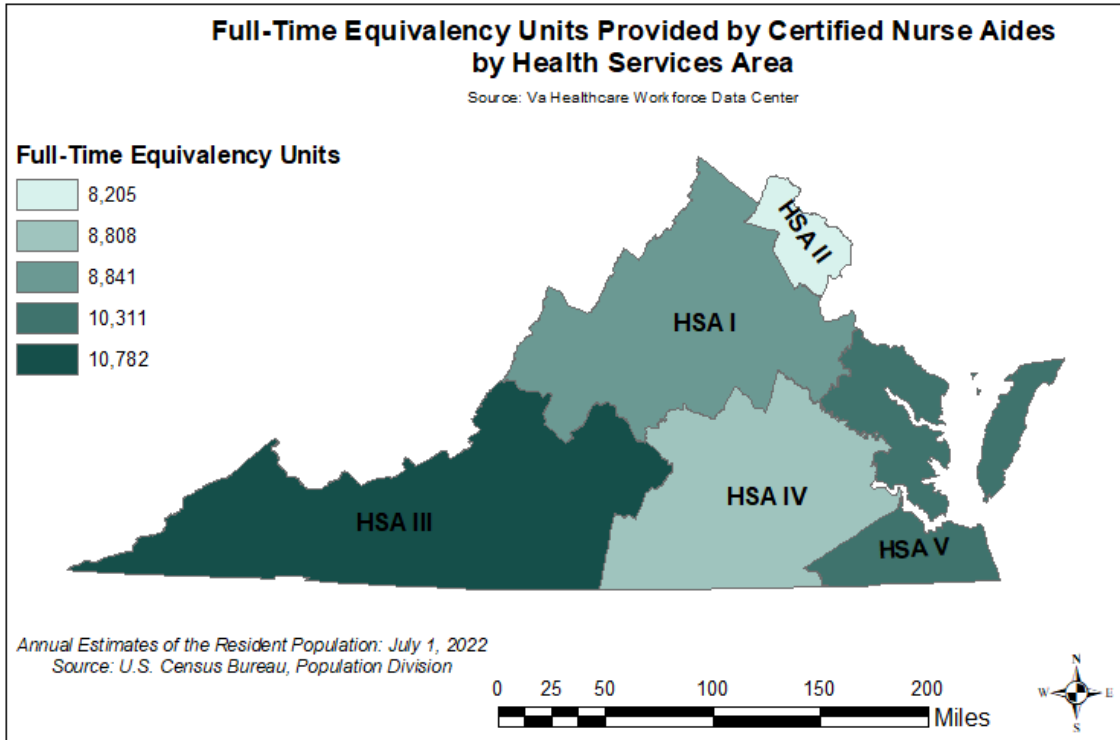 Full-Time Equivalency Units Provided by Certified Nurse Aides
by Health Services Area
Source: Va Healthcare Workforce Data Center
Full-Time Equivalency Units
8,205
8,808
8,841
10,311
10,782
HSA II
HSA I
HSA IV
HSA III
HSA V
Annual Estimates of the Resident Population: July 1, 2022
Source: U.S. Census Bureau, Population Division
0 25 50 100 150 200
Miles
N
W E
S